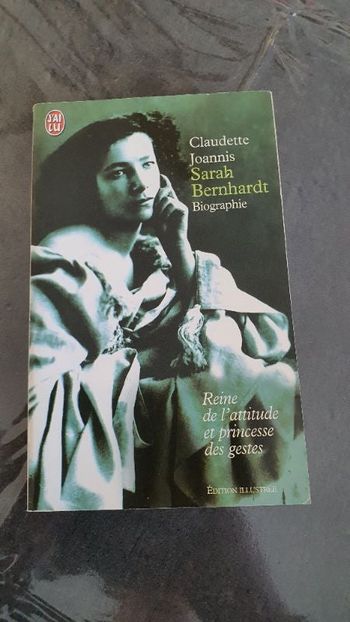 J'AI
LU
Claudette
Joannis
Sarah
Bernhardt
Biographie
Reine
de l'attitude
et princesse
des gestes
ÉDITION ILLUSTRÉE